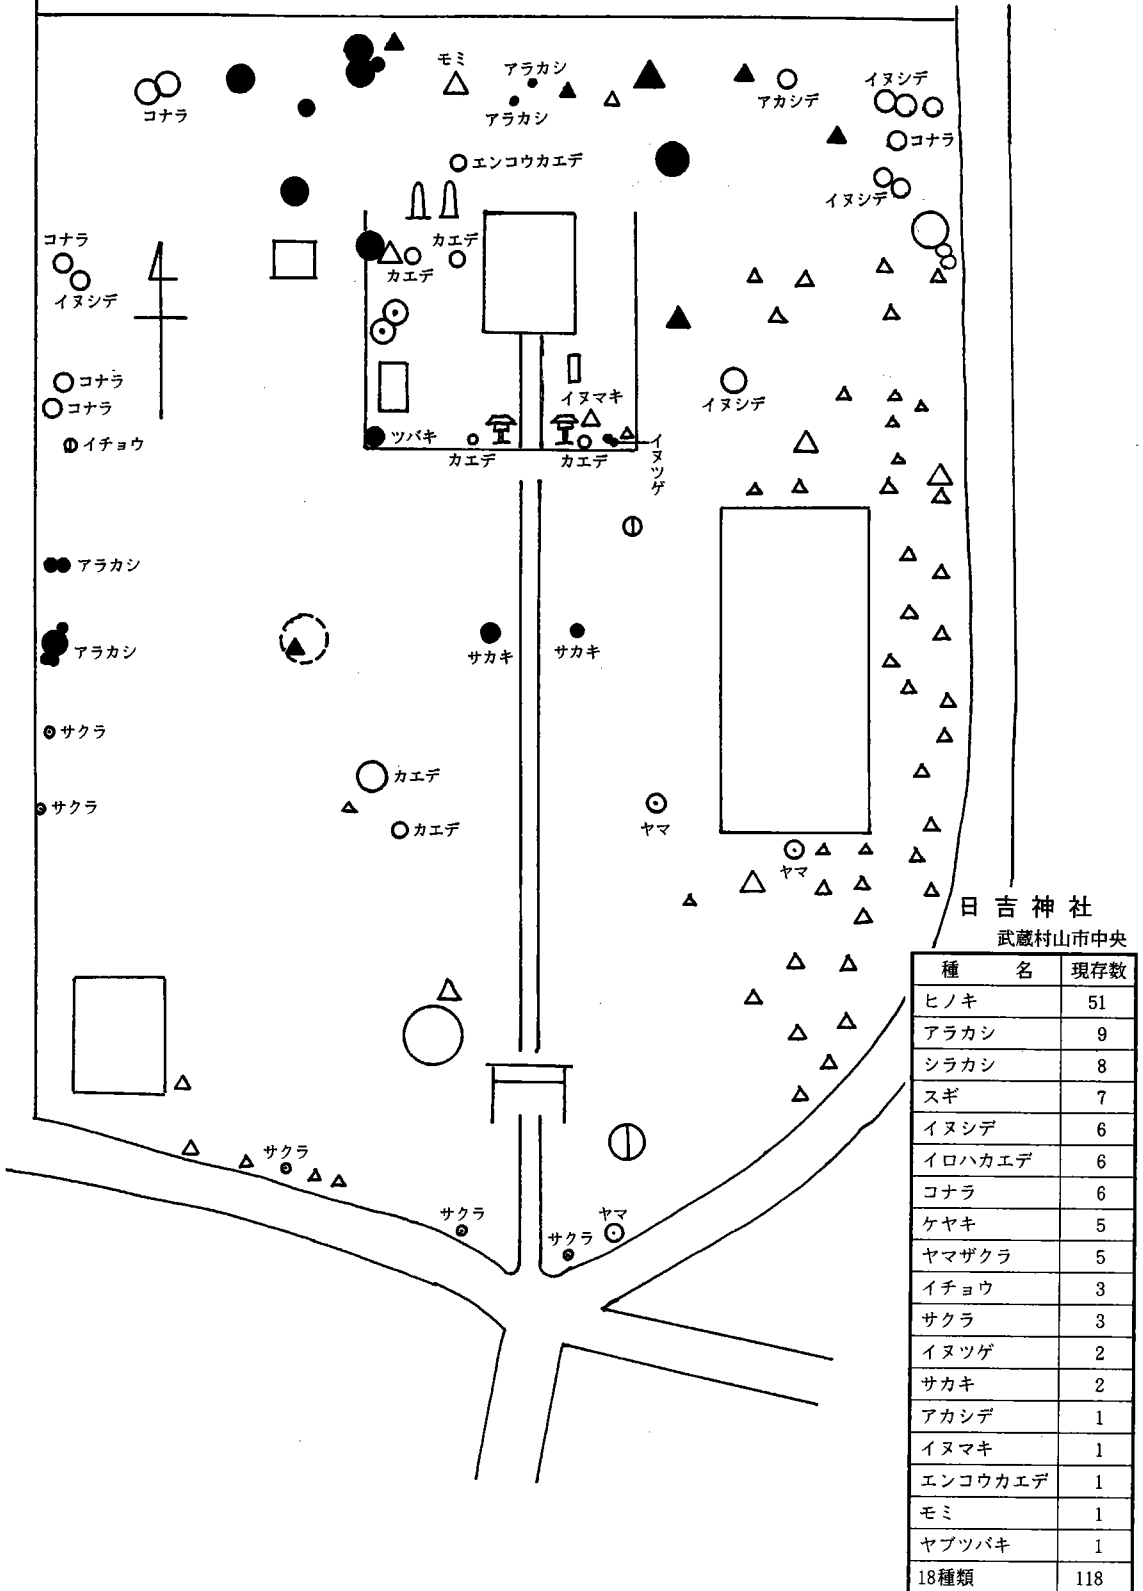 モミ
アラカシ
アラカシ
コナラ
アカシデ
イヌシデ
コナラ
イヌシデ
エンコウカエデ
カエデ
カエデ
コナラ
イヌシデ
コナラ
コナラ
イチョウ
イヌマキ
イヌシデ
ツバキ
カエデ
カエデ
イヌツゲ
アラカシ
アラカシ
サカキ
サカキ
サクラ
サクラ
カエデ
カエデ
ヤマ
ヤマ
サクラ
サクラ
サクラ
ヤマ
日吉神社
武蔵村山市中央
種 名 現存数
ヒノキ 51
アラカシ 9
シラカシ 8
スギ 7
イヌシデ 6
イロハカエデ 6
コナラ 6
ケヤキ 5
ヤマザクラ 5
イチョウ 3
サクラ 3
イヌツゲ 2
サカキ 2
アカシデ 1
イヌマキ 1
エンコウカエデ 1
モミ 1
ヤブツバキ 1
18種類 118